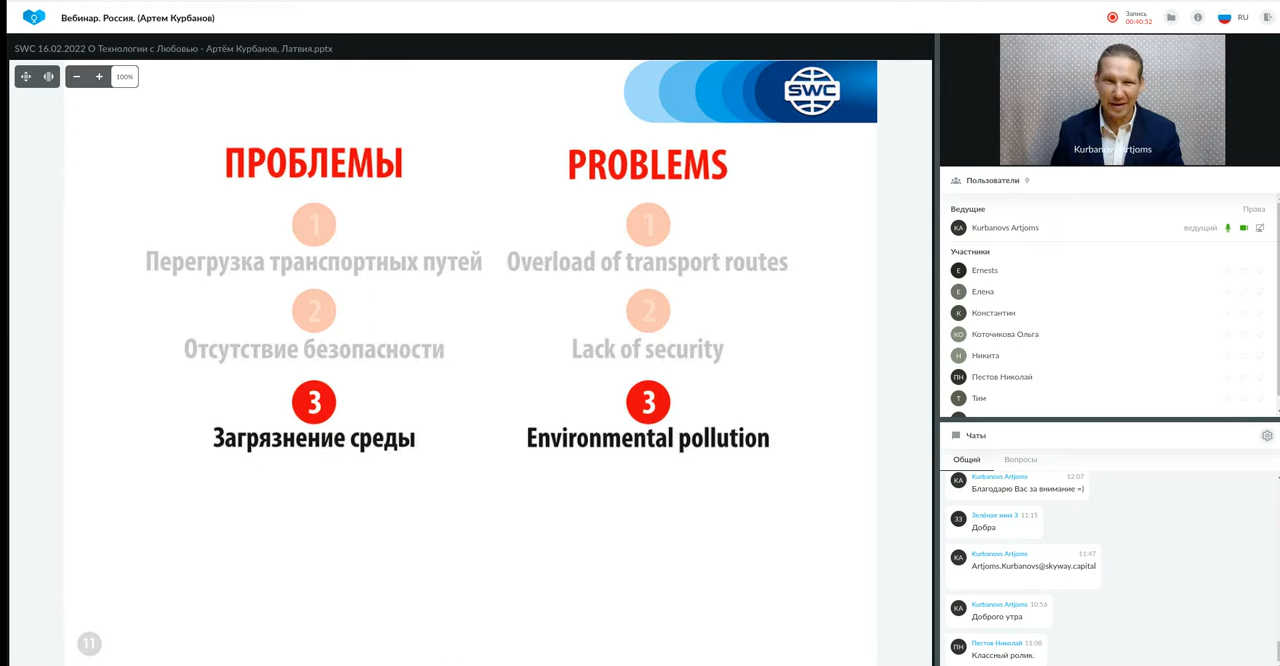 Вебинар. Россия. (Артем Курбанов)
Запись
00:40:52
RU
SWC 16.02.2022 О Технологии с Любовью - Артём Курбанов, Латвия.pptx
100%
SWC
ПРОБЛЕМЫ
1
Перегрузка транспортных путей
2
Отсутствие безопасности
3
Загрязнение среды
PROBLEMS
1
Overload of transport routes
2
Lack of security
3
Environmental pollution
11
Kurbanovs Artjoms
Пользователи 9
Ведущие Права
KA Kurbanovs Artjoms ведущий
Участники
E Ernests
Е Елена
К Константин
КО Коточикова Ольга
Н Никита
ПН Пестов Николай
Т Тим
Чаты
Общий Вопросы
KA Kurbanovs Artjoms 12:07
Благодарю Вас за внимание =)
ЗЗ Зелёная зина З 11:15
Добра
KA Kurbanovs Artjoms 11:47
Artjoms.Kurbanovs@skyway.capital
KA Kurbanovs Artjoms 10:56
Доброго утра
ПН Пестов Николай 11:08
Классный ролик.